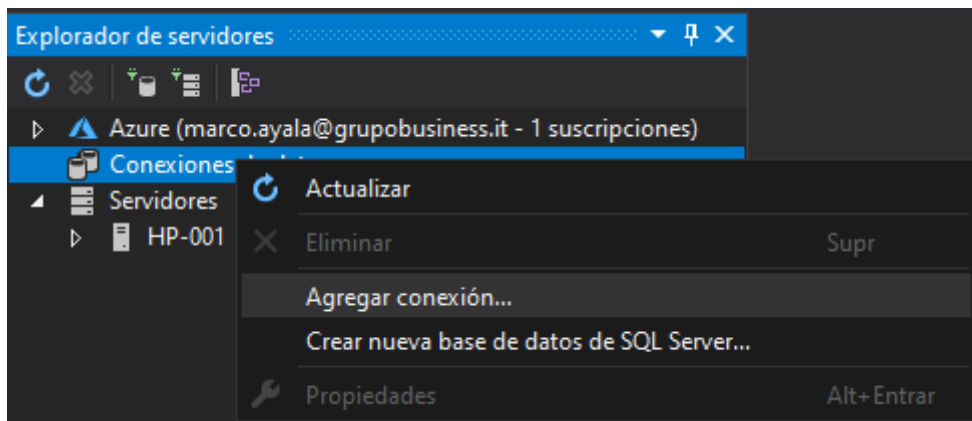 Explorador de servidores
Azure (marco.ayala@grupobusiness.it - 1 suscripciones)
Conexiones
Actualizar
Servidores
HP-001
Eliminar Supr
Agregar conexión...
Crear nueva base de datos de SQL Server...
Propiedades Alt+Entrar